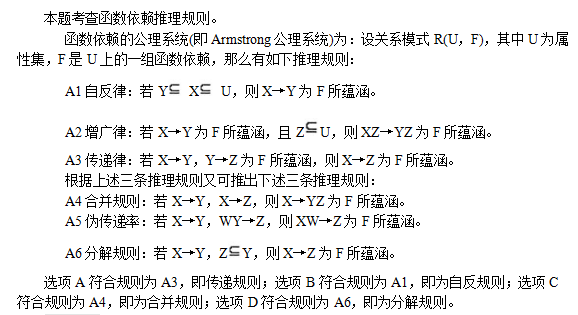 本题考查函数依赖推理规则。
函数依赖的公理系统(即 Armstrong 公理系统)为：设关系模式 R(U，F)，其中 U 为属
性集，F 是 U 上的一组函数依赖，那么有如下推理规则：
A1 自反律：若 Y⊆ X⊆ U，则 X→Y 为 F 所蕴涵。
A2 增广律：若 X→Y 为 F 所蕴涵，且 Z⊆U，则 XZ→YZ 为 F 所蕴涵。
A3 传递律：若 X→Y，Y→Z 为 F 所蕴涵，则 X→Z 为 F 所蕴涵。
根据上述三条推理规则又可推出下述三条推理规则：
A4 合并规则：若 X→Y，X→Z，则 X→YZ 为 F 所蕴涵。
A5 伪传递率：若 X→Y，WY→Z，则 XW→Z 为 F 所蕴涵。
A6 分解规则：若 X→Y，Z⊆Y，则 X→Z 为 F 所蕴涵。
选项 A 符合规则为 A3，即传递规则；选项 B 符合规则为 A1，即为自反规则；选项 C
符合规则为 A4，即为合并规则；选项 D 符合规则为 A6，即为分解规则。